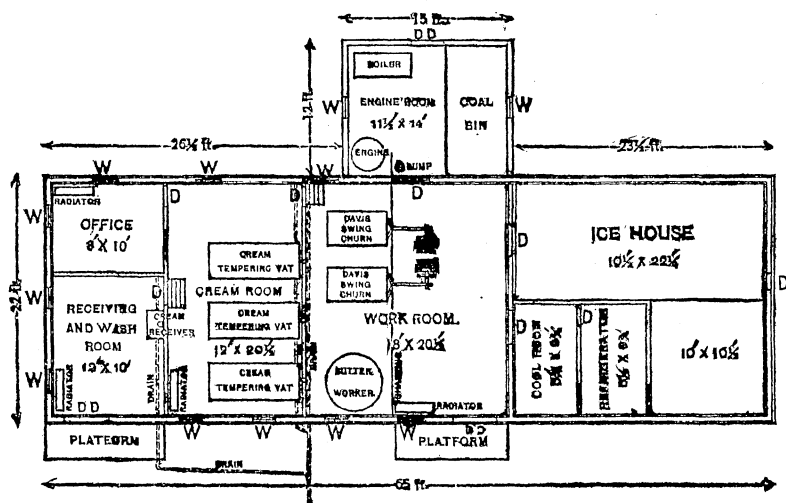 15 ft.
D D
BOILER
12 ft
W
ENGINE ROOM
11½ X 14'
COAL
BIN
W
26½ ft
ENGINE
PUMP
23½ ft
W
W
W
RADIATOR
D
D
D
W
OFFICE
8' X 10'
DAVIS
SWING
CHURN
ICE HOUSE
10½ X 22¼
D
D
CREAM
TEMPERING VAT
22 ft
W
RECEIVING
AND WASH
ROOM
12' X 10'
D
CREAM
RECEIVER
CREAM ROOM
12' X 20½
CREAM
TEMPERING VAT
DAVIS
SWING
CHURN
WORK ROOM
18' X 20½
D
COOL ROOM
D
REFRIGERATOR
10' X 10½
W
RADIATOR
DRAIN
RADIATOR
CREAM
TEMPERING VAT
BUTTER
WORKER
SHAFTING
RADIATOR
D D
PLATFORM
W
W
W
W
D D
PLATFORM
DRAIN
65 ft.